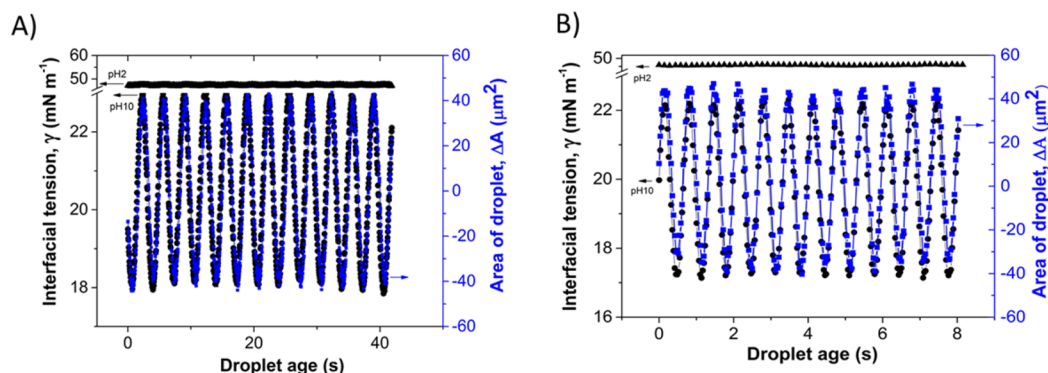 A)
Interfacial tension, γ (mN m⁻¹)
60
50
22
20
18
pH2
pH10
0
20
40
Droplet age (s)
60
40
20
0
-20
-40
-60
Area of droplet, ΔA (μm²)
B)
Interfacial tension, γ (mN m⁻¹)
50
22
20
18
16
pH2
pH10
0
2
4
6
8
Droplet age (s)
60
40
20
0
-20
-40
-60
Area of droplet, ΔA (μm²)